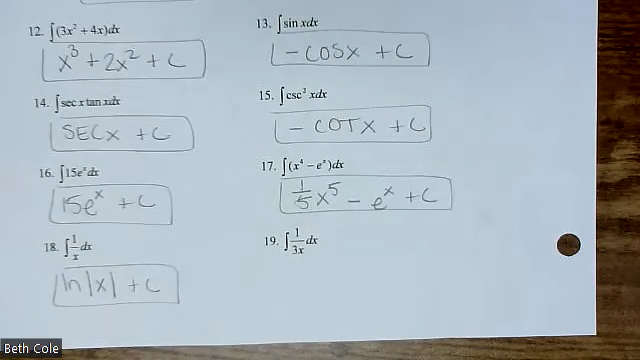 12. ∫(3x² + 4x)dx
x³ + 2x² + C
13. ∫sin xdx
- COSX + C
14. ∫sec x tan xdx
SECX + C
15. ∫csc² xdx
- COTX + C
16. ∫15eˣdx
15eˣ + C
17. ∫(x⁴ − eˣ)dx
1/5 x⁵ - eˣ + C
18. ∫1/x dx
ln|x| + C
19. ∫1/3x dx
Beth Cole